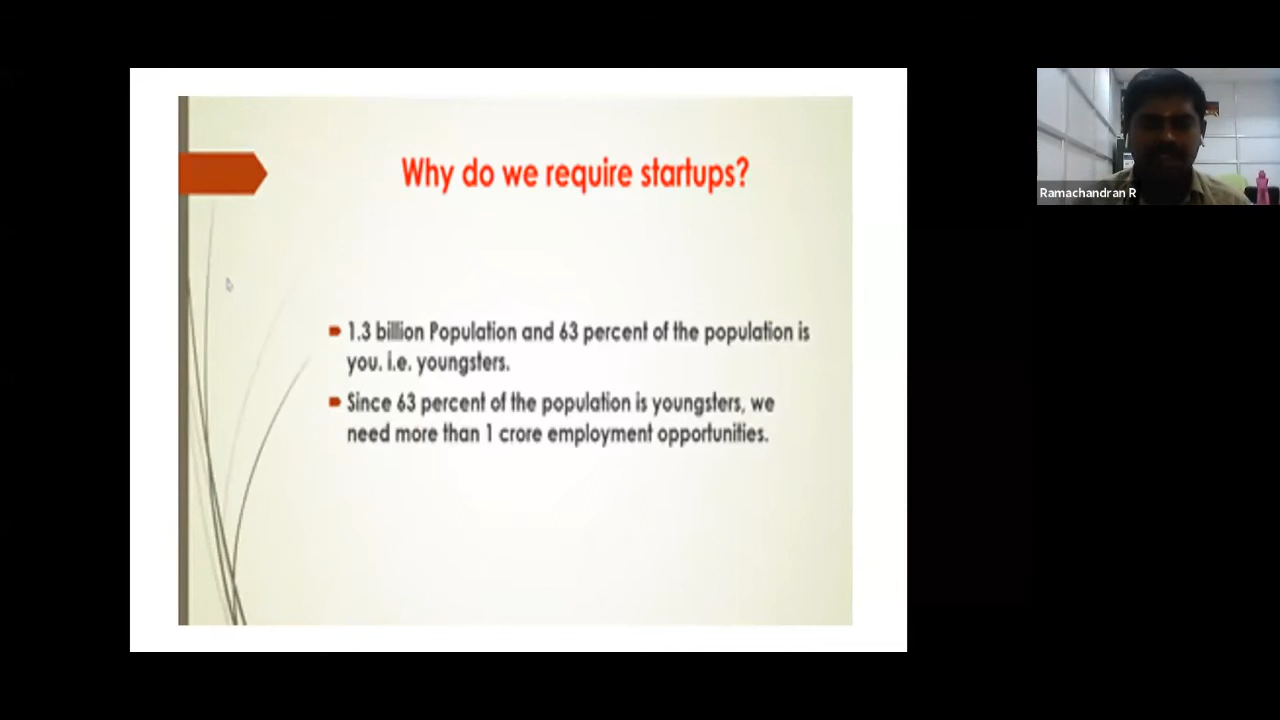 Why do we require startups?
1.3 billion Population and 63 percent of the population is
you. i.e. youngsters.
Since 63 percent of the population is youngsters, we
need more than 1 crore employment opportunities.
Ramachandran R